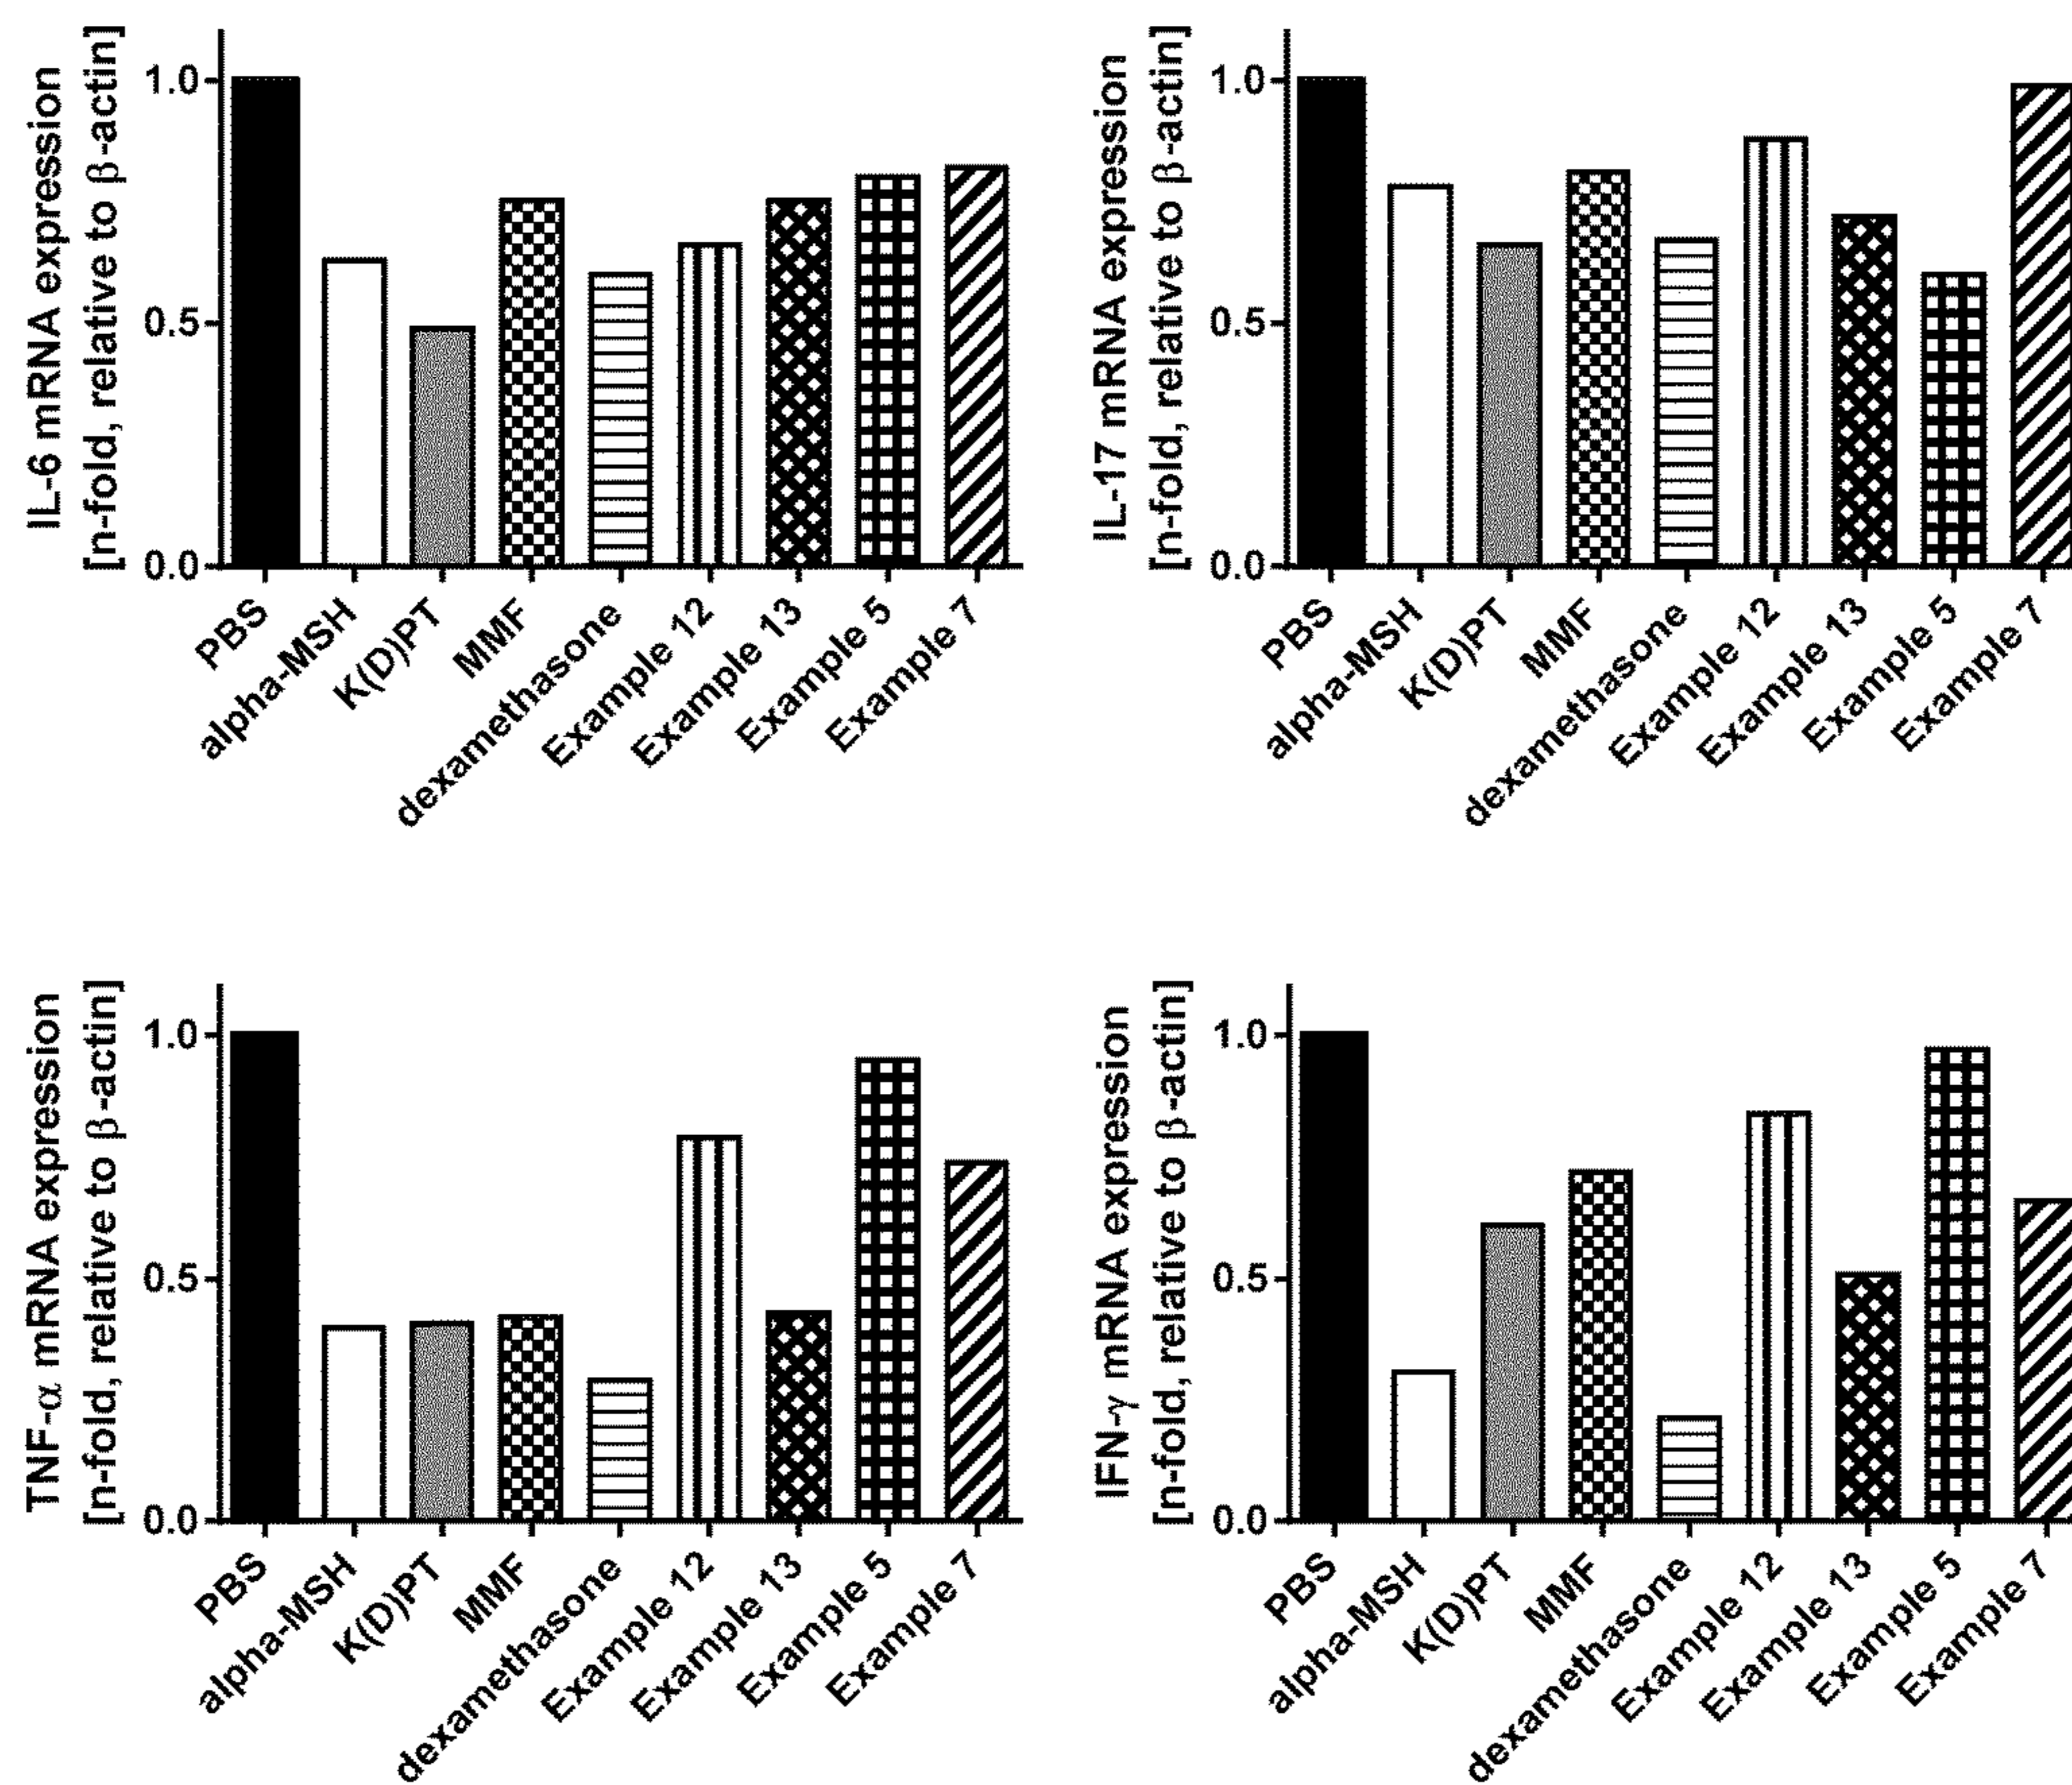 IL-6 mRNA expression
[n-fold, relative to β-actin]
1.0
0.5
0.0
PBS
alpha-MSH
K(D)PT
MMF
dexamethasone
Example 12
Example 13
Example 5
Example 7
IL-17 mRNA expression
[n-fold, relative to β-actin]
1.0
0.5
0.0
PBS
alpha-MSH
K(D)PT
MMF
dexamethasone
Example 12
Example 13
Example 5
Example 7
TNF-α mRNA expression
[n-fold, relative to β-actin]
1.0
0.5
0.0
PBS
alpha-MSH
K(D)PT
MMF
dexamethasone
Example 12
Example 13
Example 5
Example 7
IFN-γ mRNA expression
[n-fold, relative to β-actin]
1.0
0.5
0.0
PBS
alpha-MSH
K(D)PT
MMF
dexamethasone
Example 12
Example 13
Example 5
Example 7